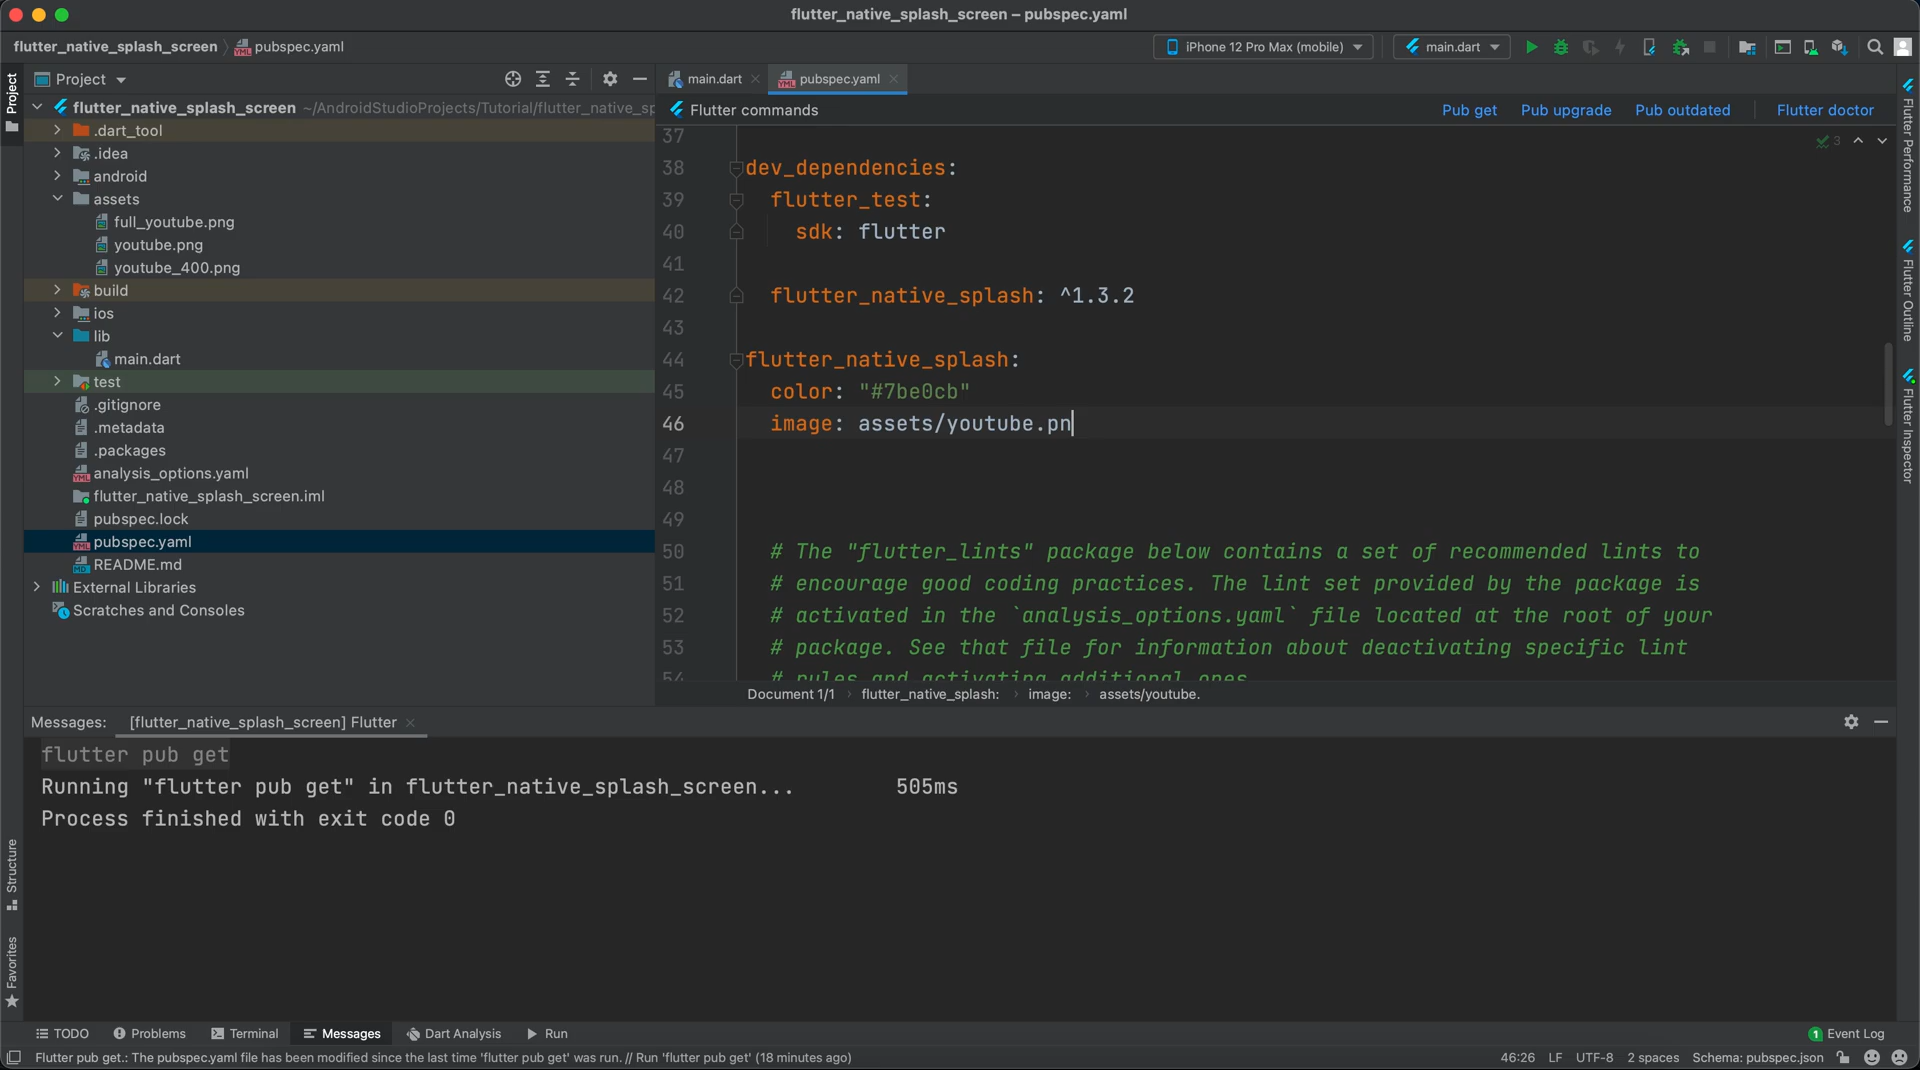 flutter_native_splash_screen – pubspec.yaml
flutter_native_splash_screen pubspec.yaml
iPhone 12 Pro Max (mobile) main.dart
Project
Project
flutter_native_splash_screen ~/AndroidStudioProjects/Tutorial/flutter_native_sp
.dart_tool
.idea
android
assets
full_youtube.png
youtube.png
youtube_400.png
build
ios
lib
main.dart
test
.gitignore
.metadata
.packages
analysis_options.yaml
flutter_native_splash_screen.iml
pubspec.lock
pubspec.yaml
README.md
External Libraries
Scratches and Consoles
Structure
Favorites
main.dart pubspec.yaml
Flutter commands Pub get Pub upgrade Pub outdated Flutter doctor
3
37
38 dev_dependencies:
39 flutter_test:
40 sdk: flutter
41
42 flutter_native_splash: ^1.3.2
43
44 flutter_native_splash:
45 color: "#7be0cb"
46 image: assets/youtube.pn
47
48
49
50 # The "flutter_lints" package below contains a set of recommended lints to
51 # encourage good coding practices. The lint set provided by the package is
52 # activated in the `analysis_options.yaml` file located at the root of your
53 # package. See that file for information about deactivating specific lint
54 # rules and activating additional ones
Document 1/1 flutter_native_splash: image: assets/youtube.
Flutter Performance
Flutter Outline
Flutter Inspector
Messages: [flutter_native_splash_screen] Flutter
flutter pub get
Running "flutter pub get" in flutter_native_splash_screen... 505ms
Process finished with exit code 0
TODO Problems Terminal Messages Dart Analysis Run 1 Event Log
Flutter pub get.: The pubspec.yaml file has been modified since the last time 'flutter pub get' was run. // Run 'flutter pub get' (18 minutes ago) 46:26 LF UTF-8 2 spaces Schema: pubspec.json